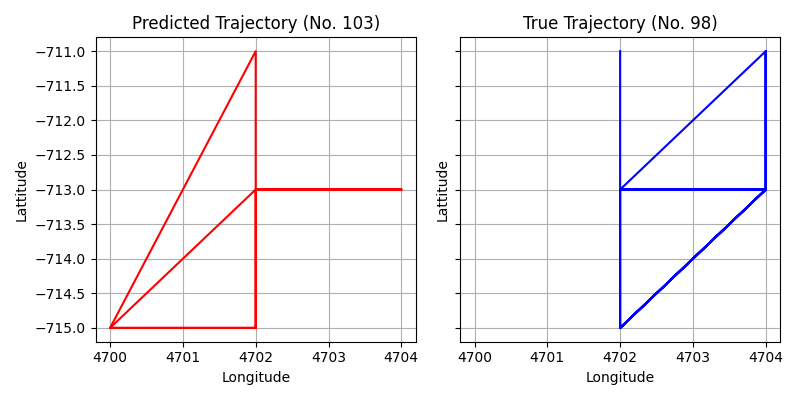 Predicted Trajectory (No. 103)
True Trajectory (No. 98)
−711.0
−711.5
−712.0
−712.5
−713.0
−713.5
−714.0
−714.5
−715.0
Lattitude
Lattitude
4700 4701 4702 4703 4704
4700 4701 4702 4703 4704
Longitude
Longitude